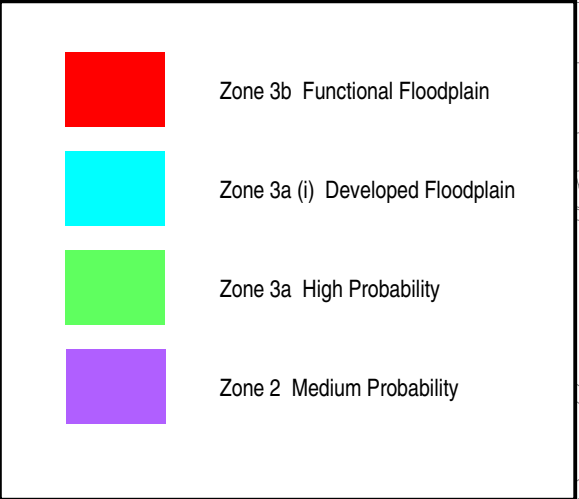 Zone 3b Functional Floodplain
Zone 3a (i) Developed Floodplain
Zone 3a High Probability
Zone 2 Medium Probability